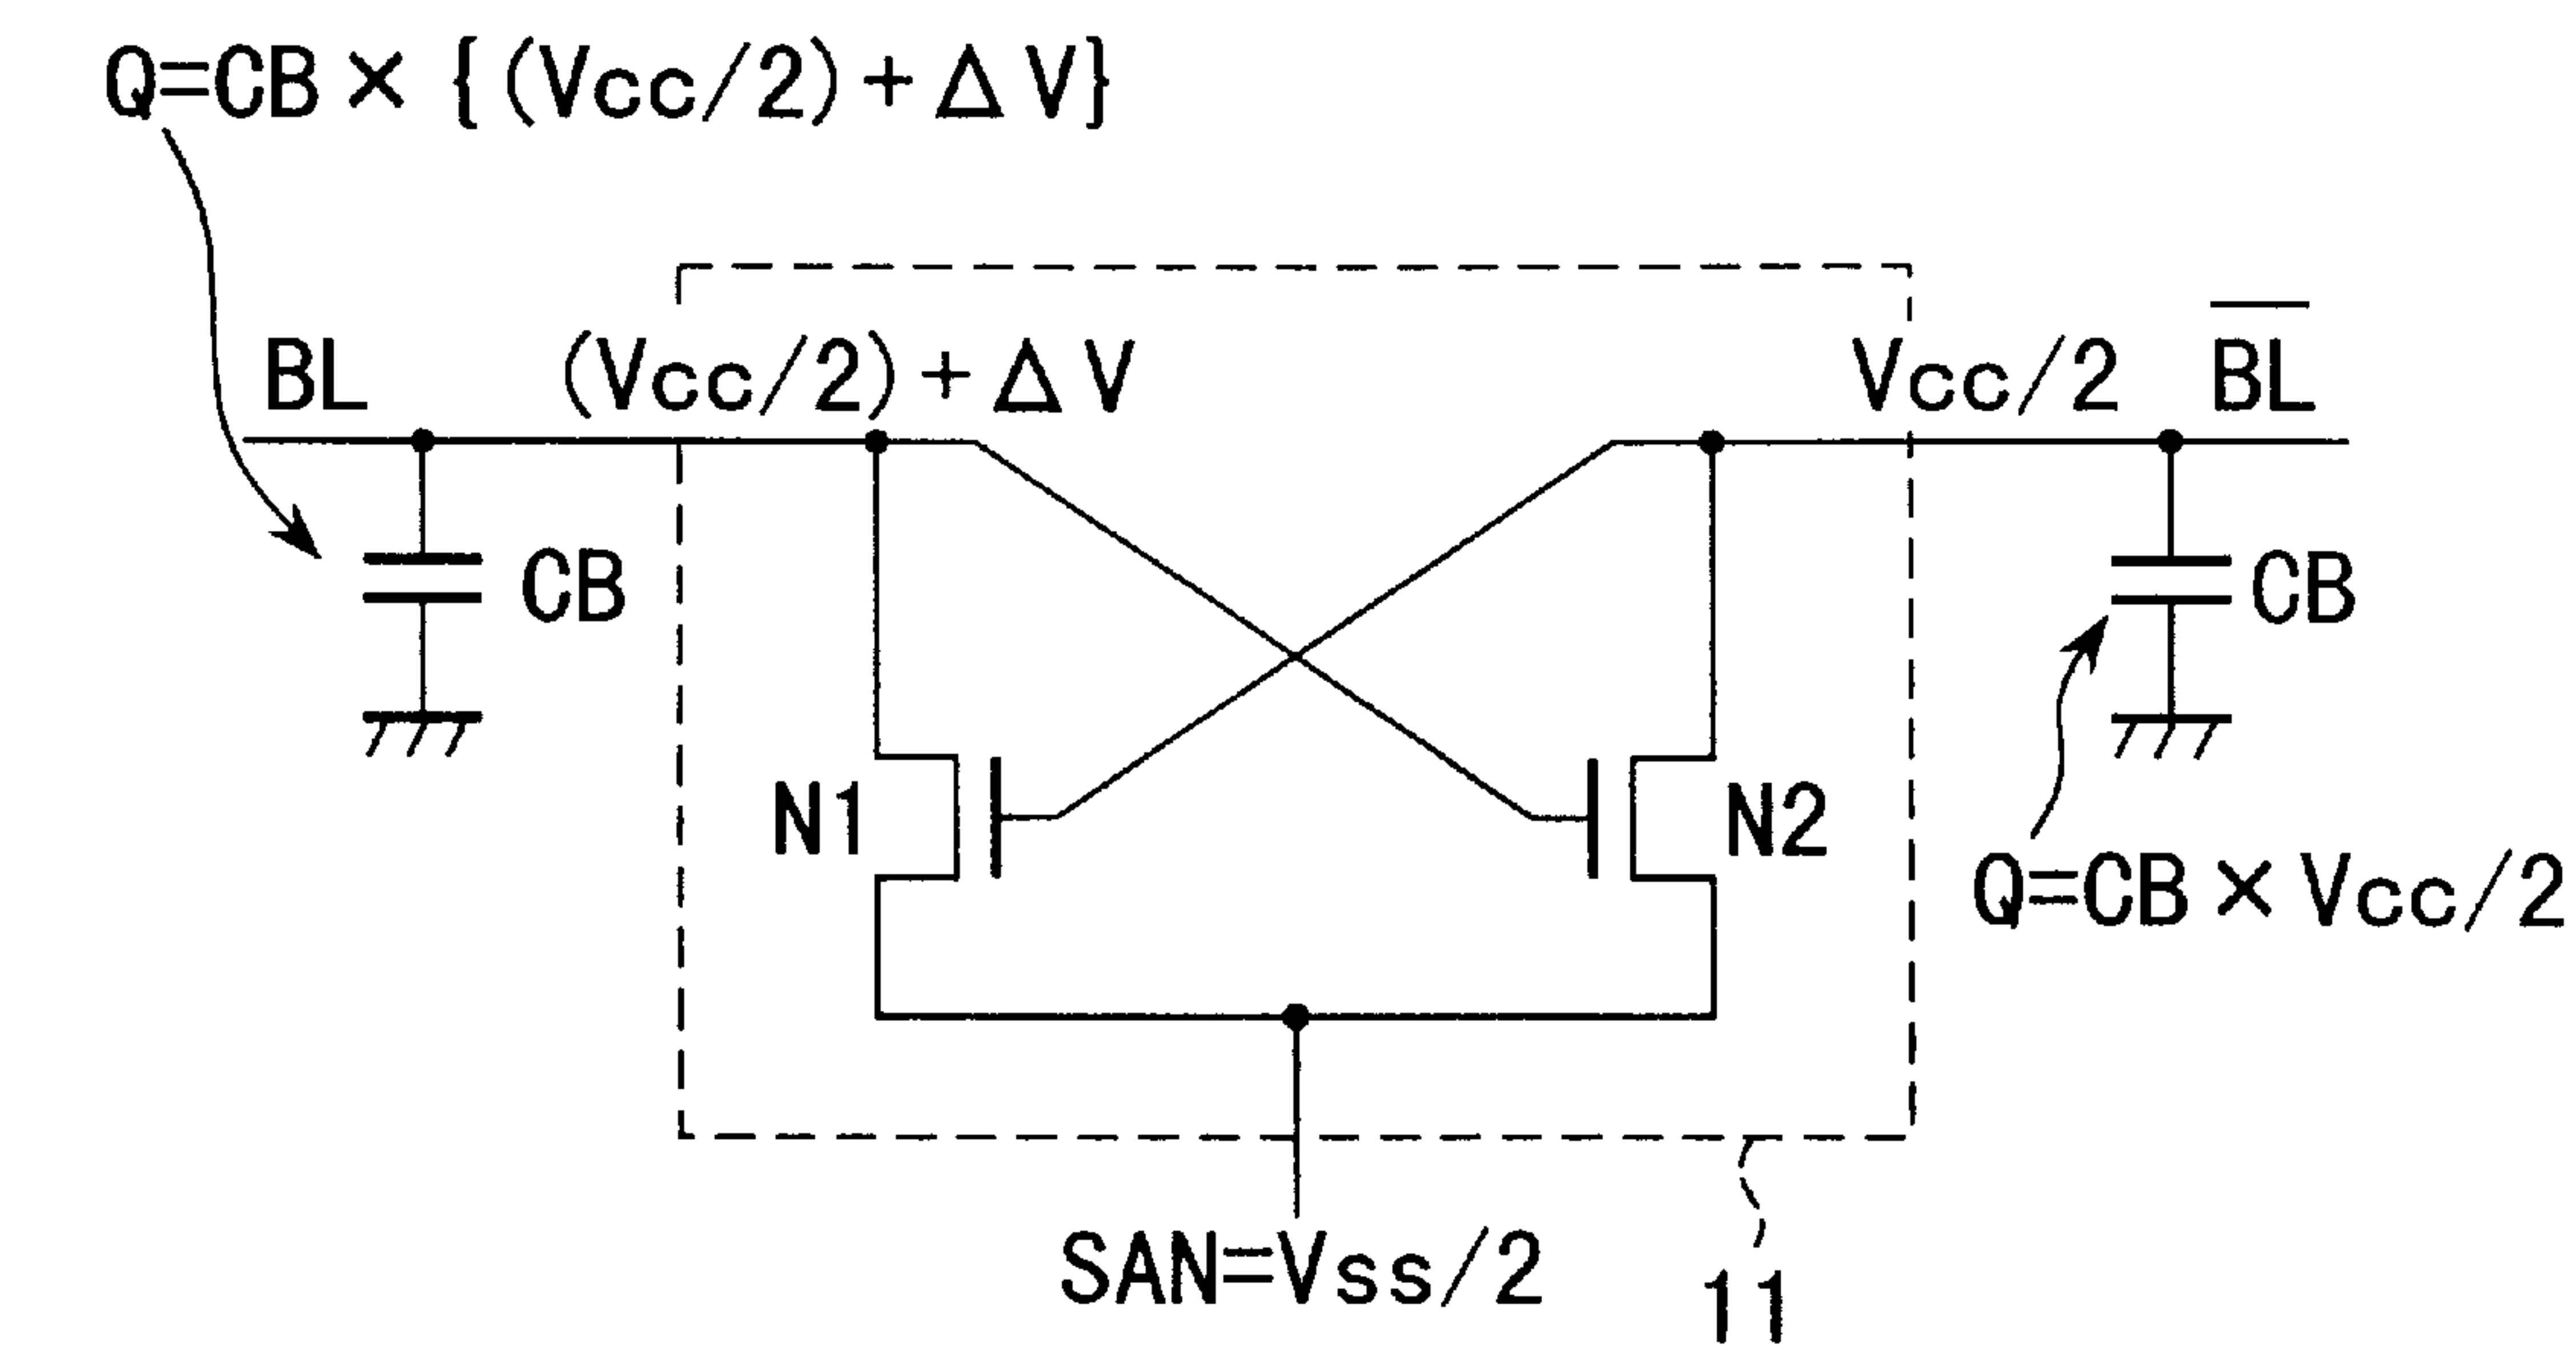 Q=CB×{(Vcc/2)+ΔV}
BL (Vcc/2)+ΔV Vcc/2 B̅L̅
CB CB
N1 N2
Q=CB×Vcc/2
SAN=Vss/2
11